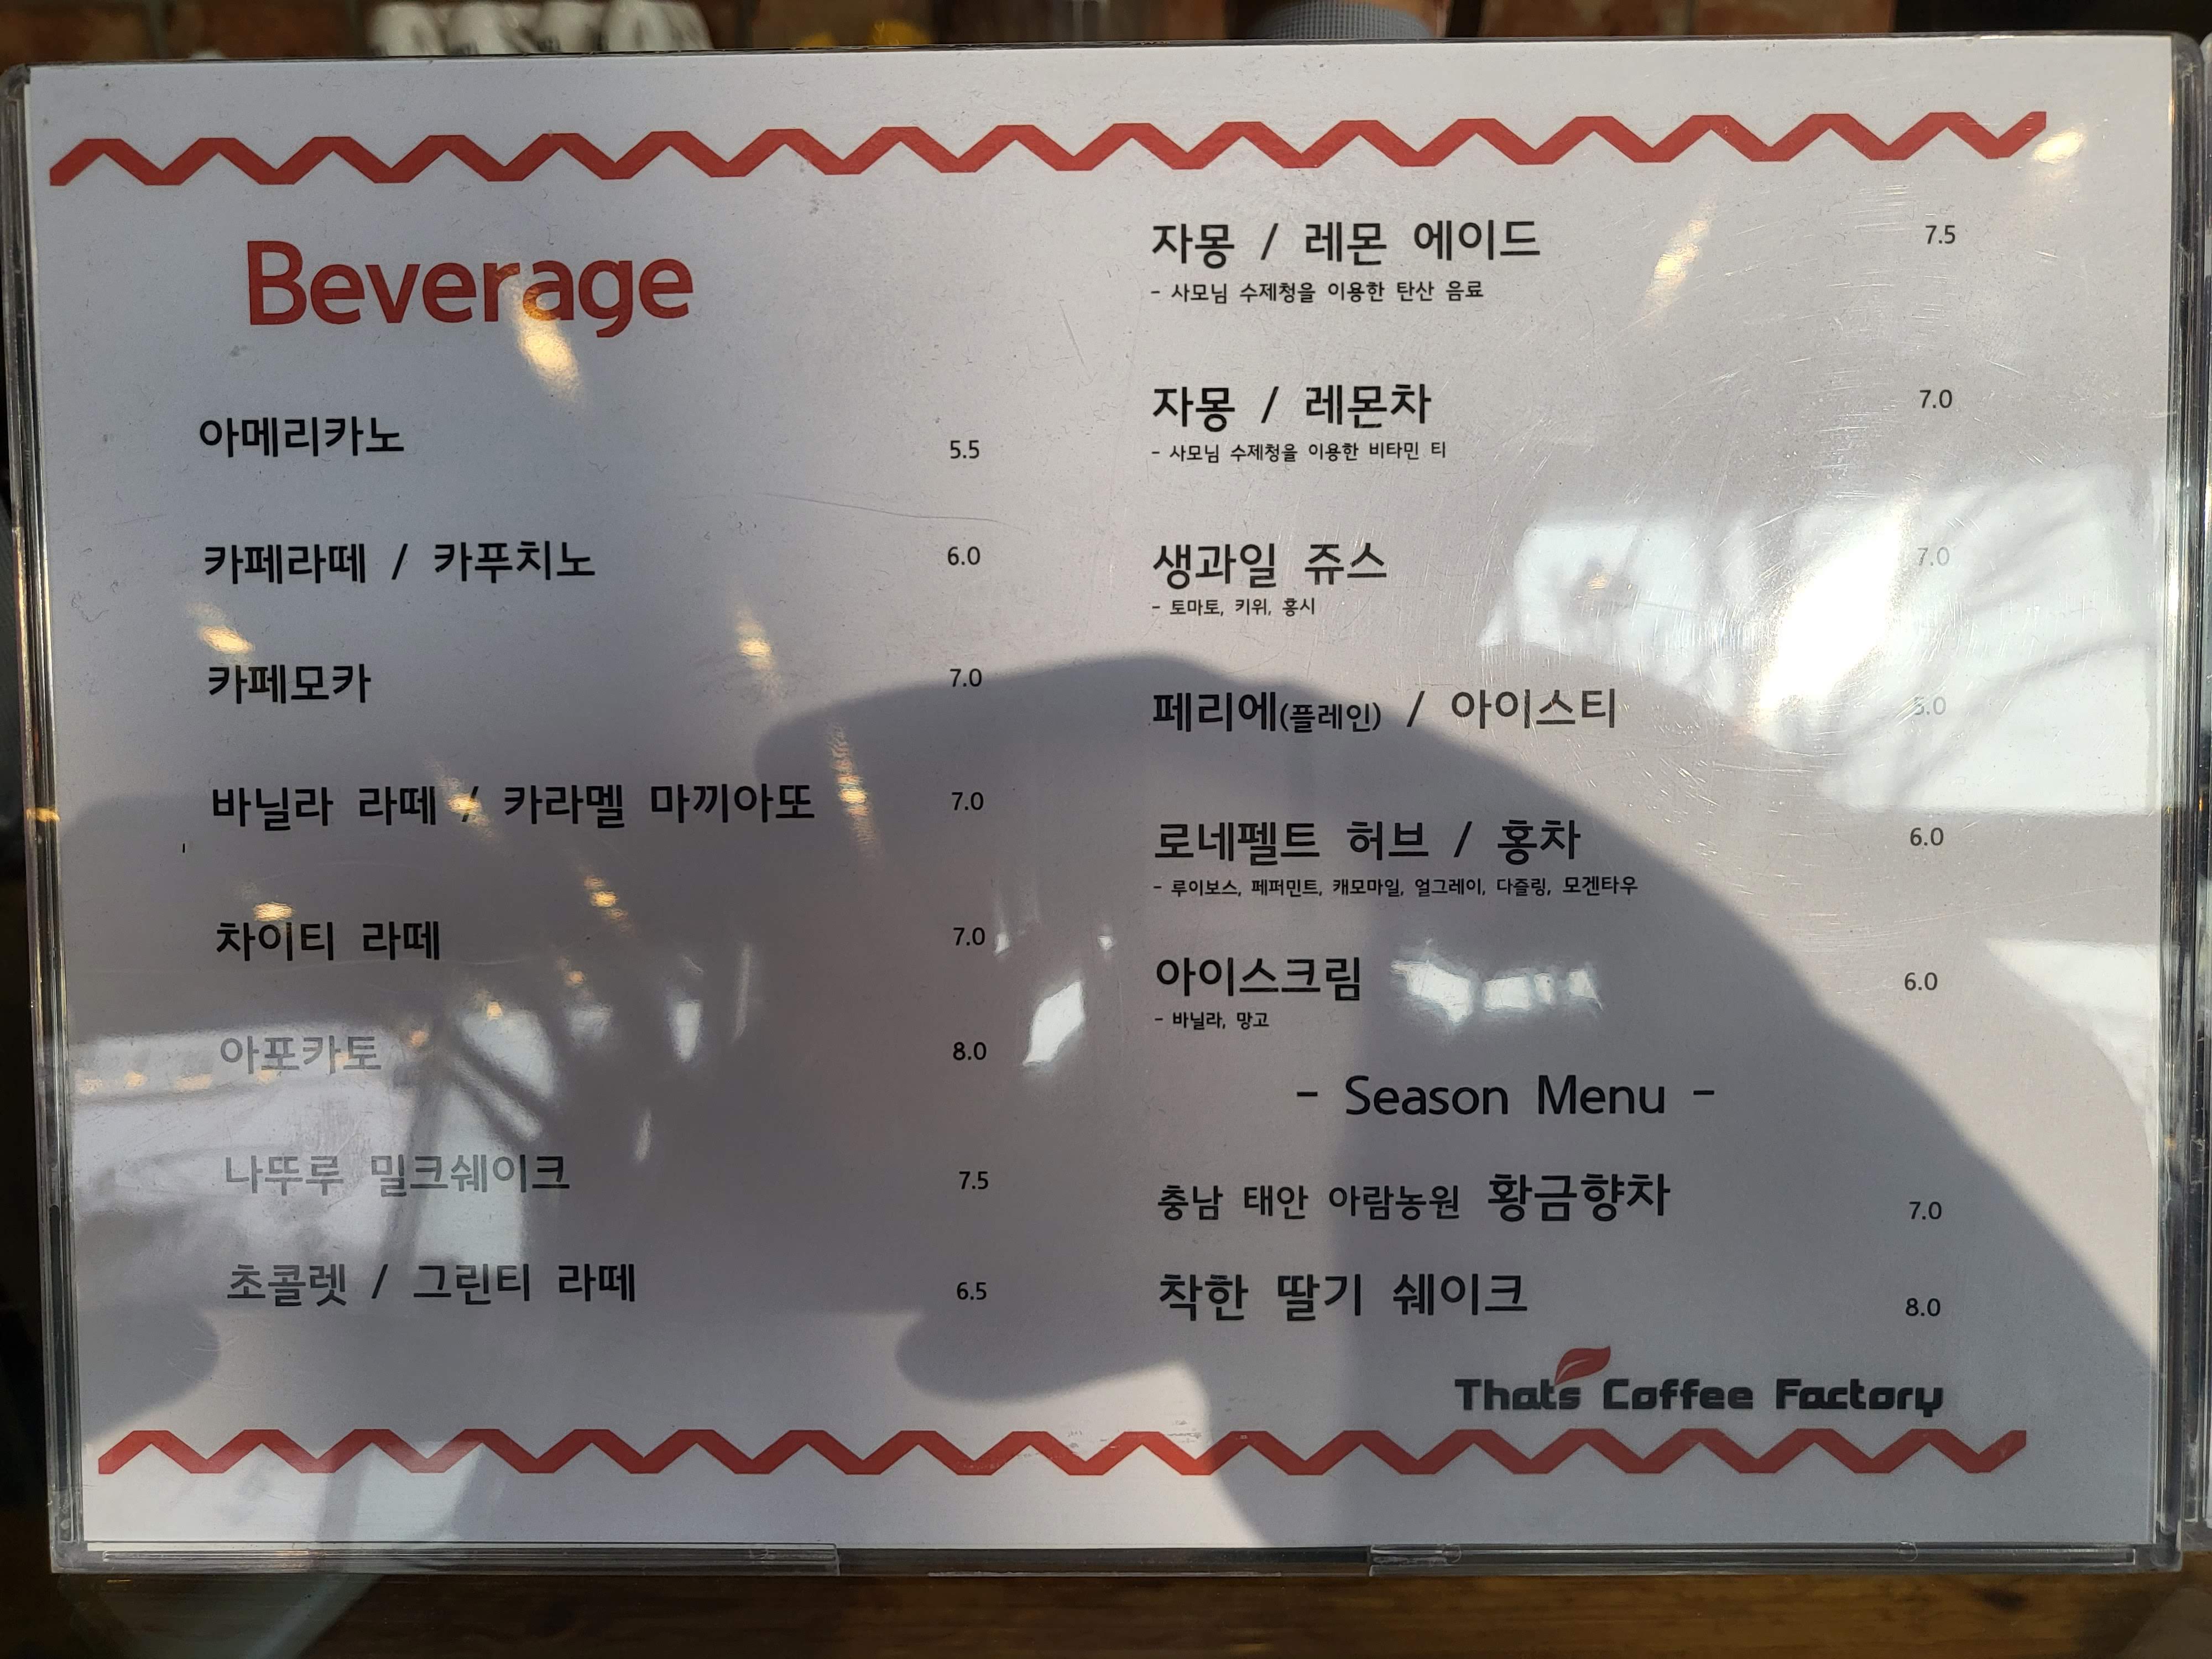 Beverage
아메리카노 5.5
카페라떼 / 카푸치노 6.0
카페모카 7.0
바닐라 라떼 / 카라멜 마끼아또 7.0
차이티 라떼 7.0
아포카토 8.0
나뚜루 밀크쉐이크 7.5
초콜렛 / 그린티 라떼 6.5
자몽 / 레몬 에이드 7.5
- 사모님 수제청을 이용한 탄산 음료
자몽 / 레몬차 7.0
- 사모님 수제청을 이용한 비타민 티
생과일 쥬스 7.0
- 토마토, 키위, 홍시
페리에(플레인) / 아이스티
로네펠트 허브 / 홍차 6.0
- 루이보스, 페퍼민트, 캐모마일, 얼그레이, 다즐링, 모겐타우
아이스크림 6.0
- 바닐라, 망고
- Season Menu -
충남 태안 아람농원 황금향차 7.0
착한 딸기 쉐이크 8.0
That's Coffee Factory